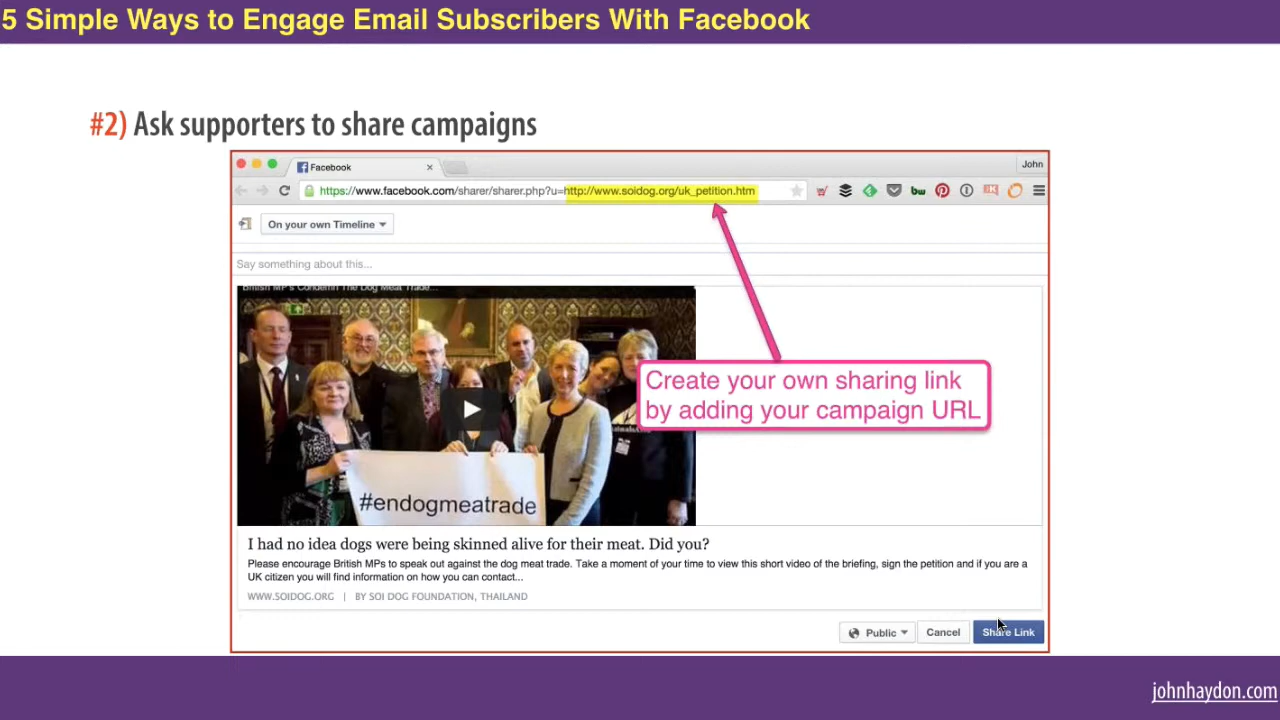 5 Simple Ways to Engage Email Subscribers With Facebook
#2) Ask supporters to share campaigns
Facebook
John
https://www.facebook.com/sharer/sharer.php?u=http://www.soidog.org/uk_petition.htm
bw
On your own Timeline
Say something about this...
British MP's Condemn The Dog Meat Trade...
Create your own sharing link
by adding your campaign URL
#endogmeatrade
I had no idea dogs were being skinned alive for their meat. Did you?
Please encourage British MPs to speak out against the dog meat trade. Take a moment of your time to view this short video of the briefing, sign the petition and if you are a
UK citizen you will find information on how you can contact...
WWW.SOIDOG.ORG | BY SOI DOG FOUNDATION, THAILAND
Public
Cancel
Share Link
johnhaydon.com